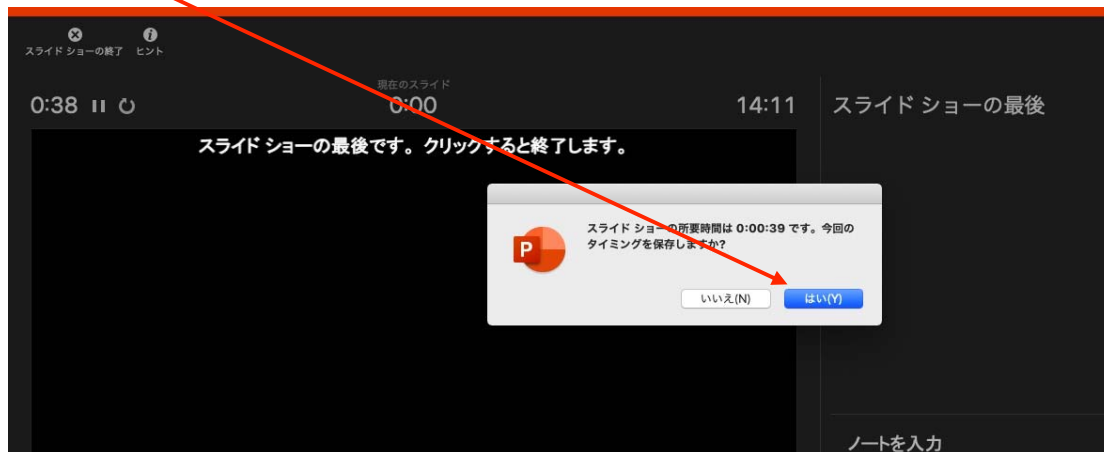 スライド ショーの終了 ヒント
現在のスライド
0:38 0:00 14:11 スライド ショーの最後
スライド ショーの最後です。クリックすると終了します。
スライド ショーの所要時間は 0:00:39 です。今回の
タイミングを保存しますか?
P
いいえ(N) はい(Y)
ノートを入力